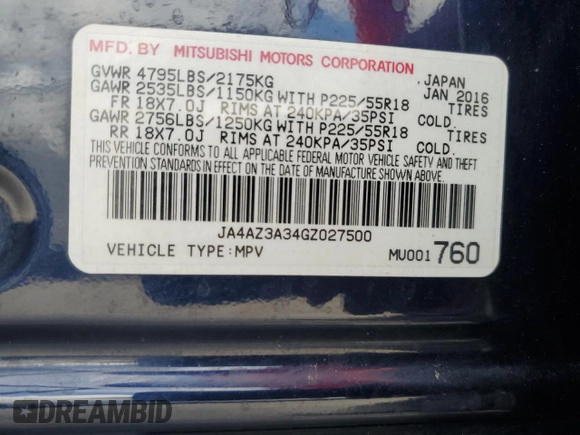 MFD. BY MITSUBISHI MOTORS CORPORATION
GVWR 4795LBS/2175KG . JAPAN
GAWR 2535LBS/1150KG WITH P225/55R18 JAN 2016
FR 18X7.0J RIMS AT 240KPA/35PSI COLD. TIRES
GAWR 2756LBS/1250KG WITH P225/55R18
RR 18X7.0J RIMS AT 240KPA/35PSI COLD. TIRES
THIS VEHICLE CONFORMS TO ALL APPLICABLE FEDERAL MOTOR VEHICLE SAFETY AND THEFT
PREVENTION STANDARDS IN EFFECT ON THE DATE OF MANUFACTURE SHOWN ABOVE.
JA4AZ3A34GZ027500
VEHICLE TYPE:MPV MU001760
DREAMBID